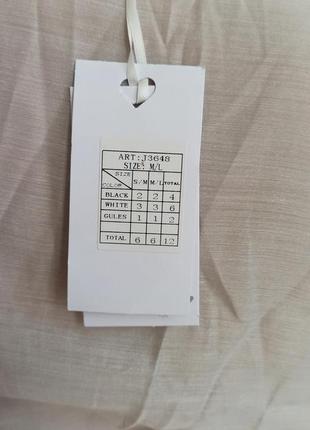 ART:J3648
SIZE: M/L
SIZE COLOR S/M M/L TOTAL
BLACK 2 2 4
WHITE 3 3 6
GULES 1 1 2
TOTAL 6 6 12